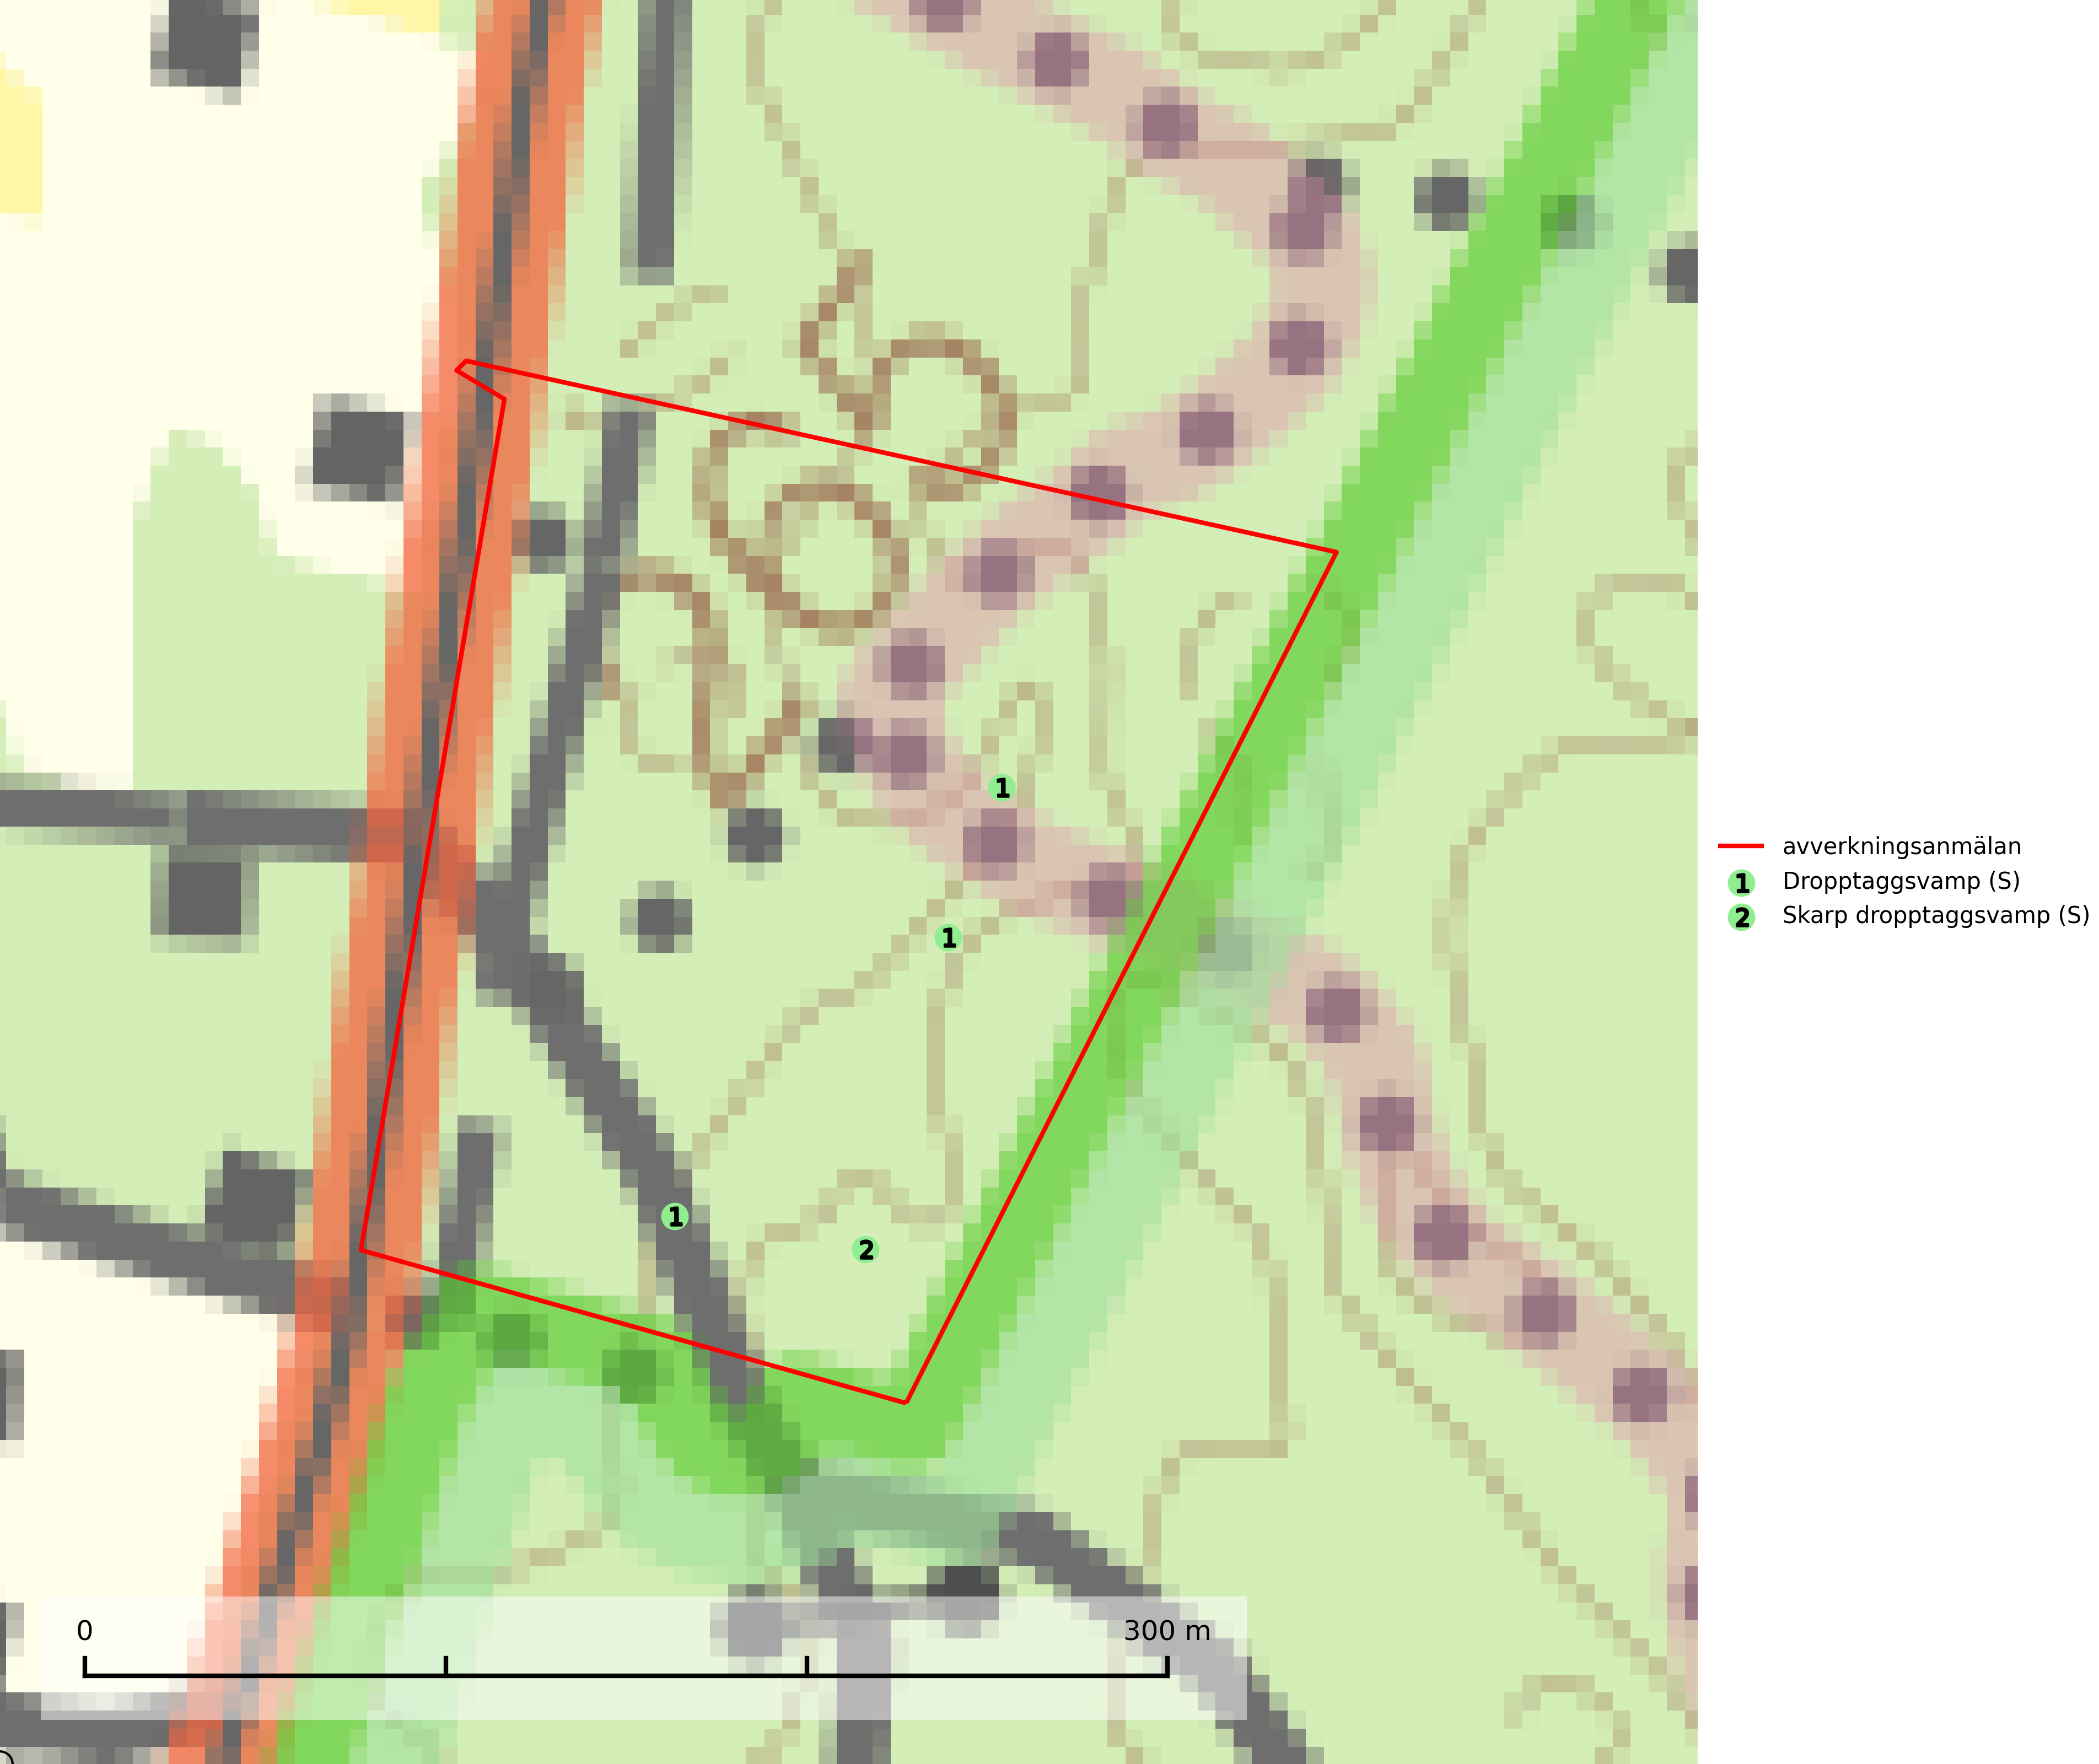 1
1
1
2
avverkningsanmälan
1 Dropptaggsvamp (S)
2 Skarp dropptaggsvamp (S)
0 300 m